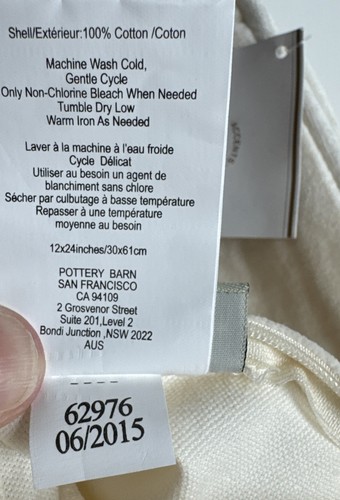 Shell/Extérieur:100% Cotton /Coton
Machine Wash Cold,
Gentle Cycle
Only Non-Chlorine Bleach When Needed
Tumble Dry Low
Warm Iron As Needed
Laver à la machine à l'eau froide
Cycle Délicat
Utiliser au besoin un agent de
blanchiment sans chlore
Sécher par culbutage à basse température
Repasser à une température
moyenne au besoin
12x24inches/30x61cm
POTTERY BARN
SAN FRANCISCO
CA 94109
2 Grosvenor Street
Suite 201,Level 2
Bondi Junction ,NSW 2022
AUS
62976
06/2015